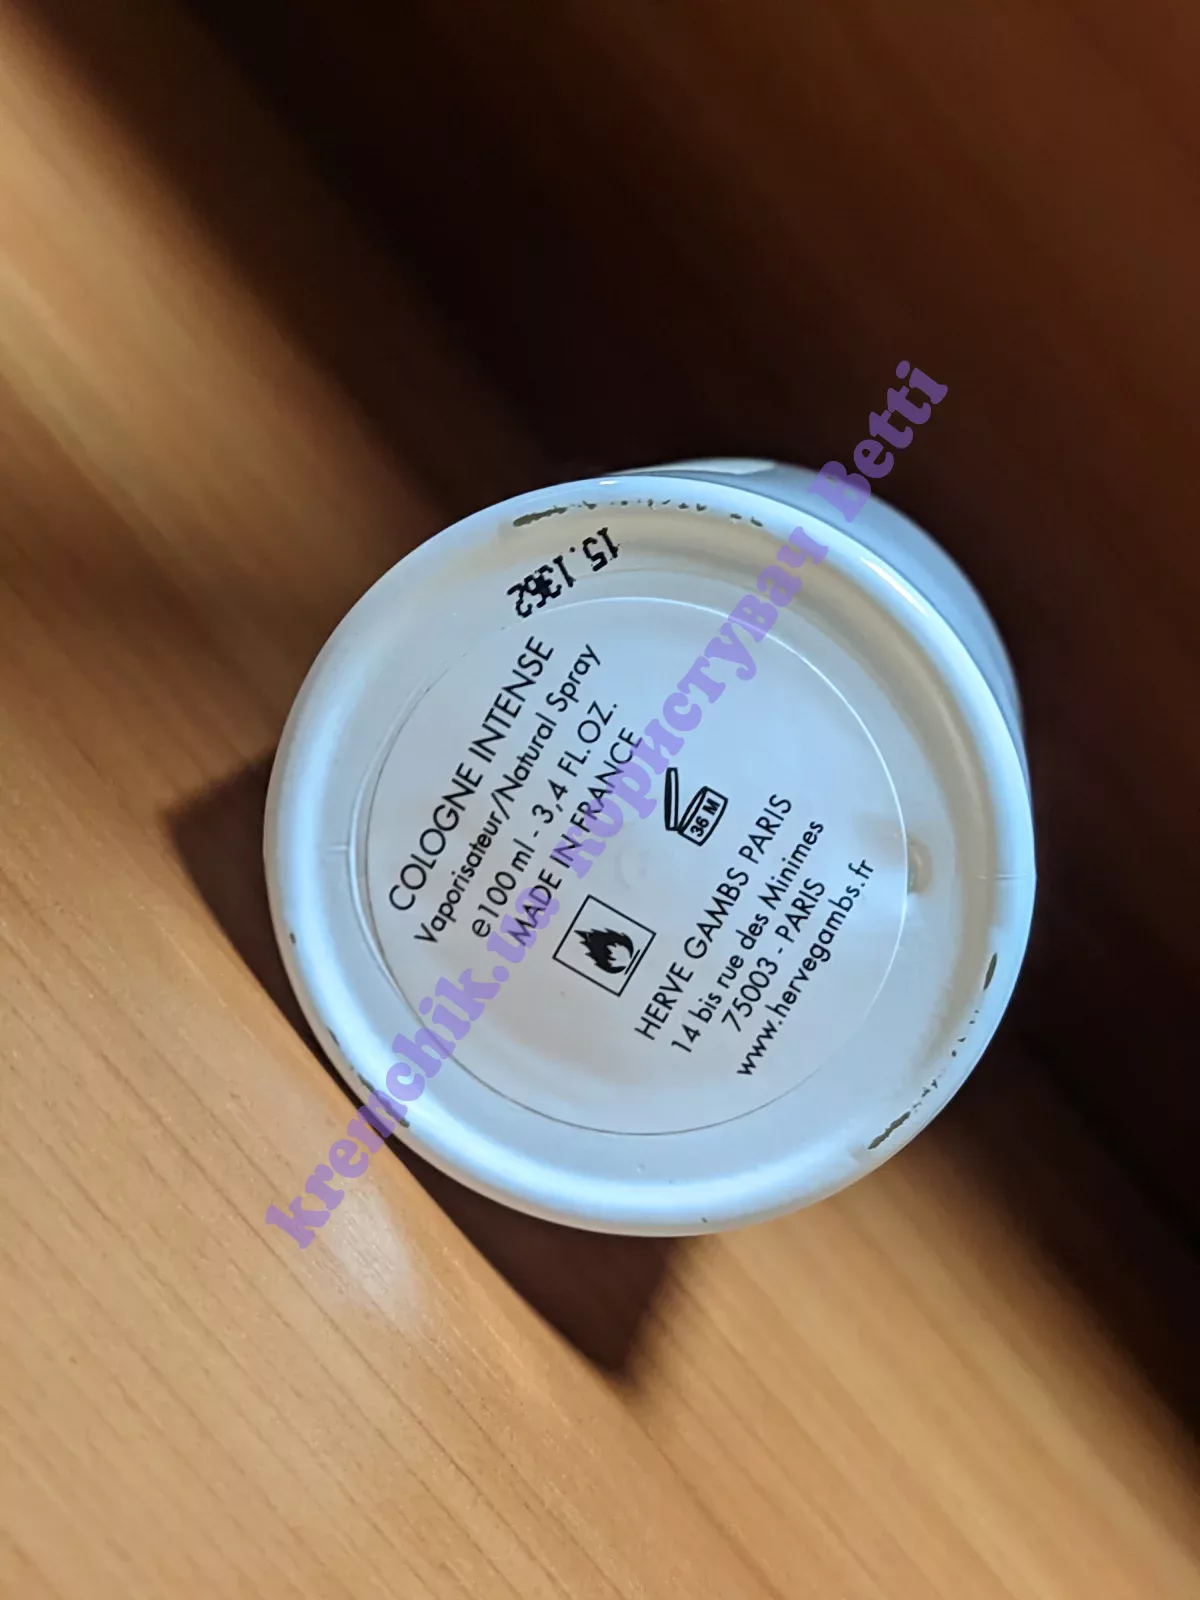 15.1362
COLOGNE INTENSE
Vaporisateur/Natural Spray
e100 ml - 3,4 FL. OZ.
MADE IN FRANCE
36 M
HERVE GAMBS PARIS
14 bis rue des Minimes
75003 - PARIS
www.hervegambs.fr
kremchik.ua користувач Betti